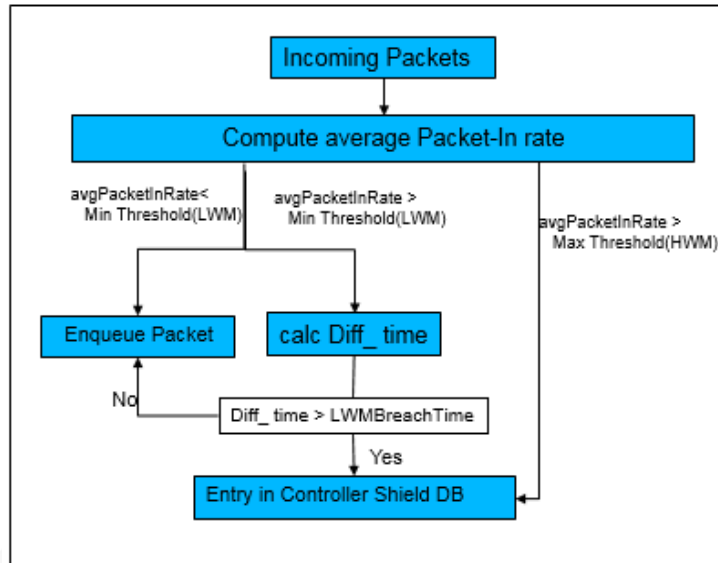 Incoming Packets
Compute average Packet-In rate
avgPacketInRate<
Min Threshold(LWM)
avgPacketInRate >
Min Threshold(LWM)
avgPacketInRate >
Max Threshold(HWM)
Enqueue Packet
calc Diff_ time
No
Diff_ time > LWMBreachTime
Yes
Entry in Controller Shield DB